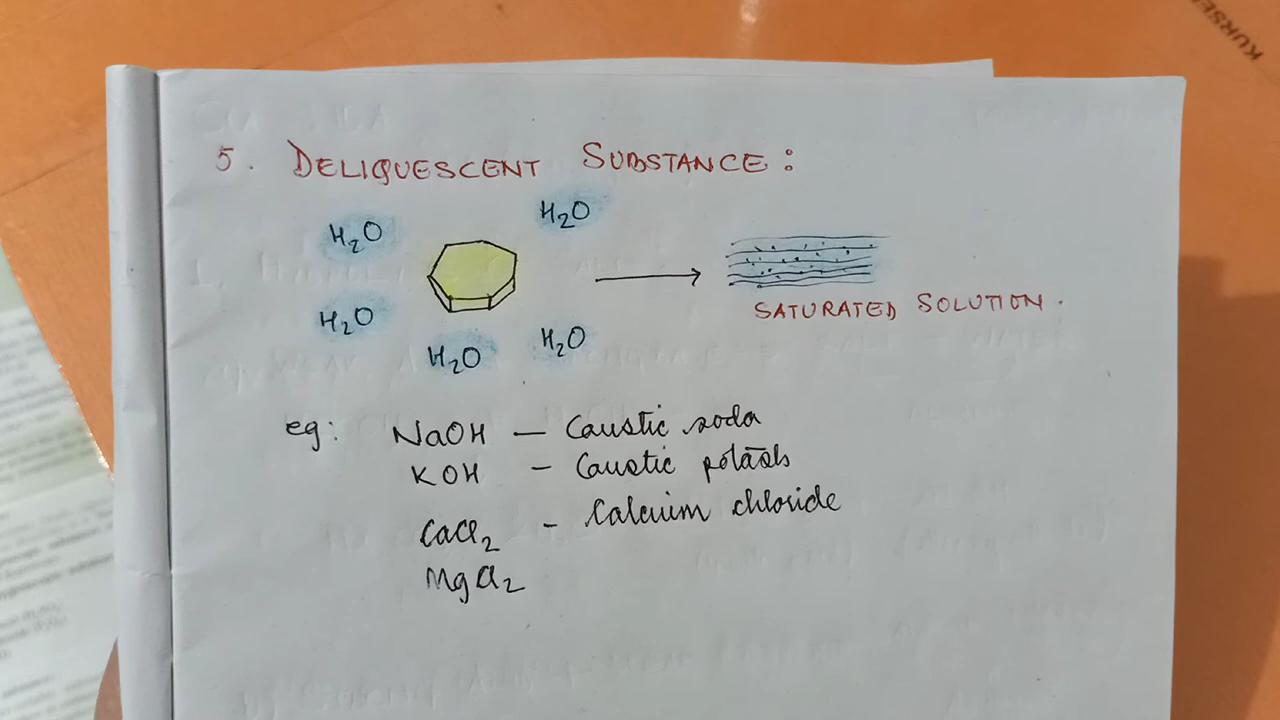 KURSE
5. DELIQUESCENT SUBSTANCE:
H₂O
H₂O
H₂O
H₂O
H₂O
SATURATED SOLUTION.
eg: NaOH — Caustic soda
KOH - Caustic potash
CaCl₂ - Calcium chloride
MgCl₂